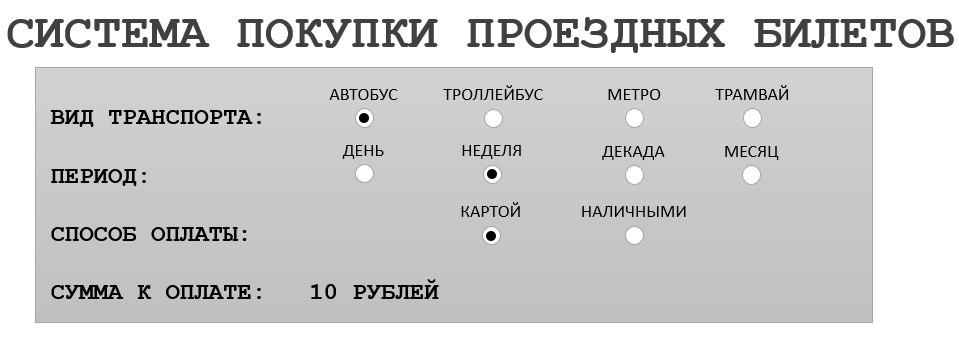 СИСТЕМА ПОКУПКИ ПРОЕЗДНЫХ БИЛЕТОВ
АВТОБУС ТРОЛЛЕЙБУС МЕТРО ТРАМВАЙ
ВИД ТРАНСПОРТА:
ДЕНЬ НЕДЕЛЯ ДЕКАДА МЕСЯЦ
ПЕРИОД:
КАРТОЙ НАЛИЧНЫМИ
СПОСОБ ОПЛАТЫ:
СУММА К ОПЛАТЕ: 10 РУБЛЕЙ